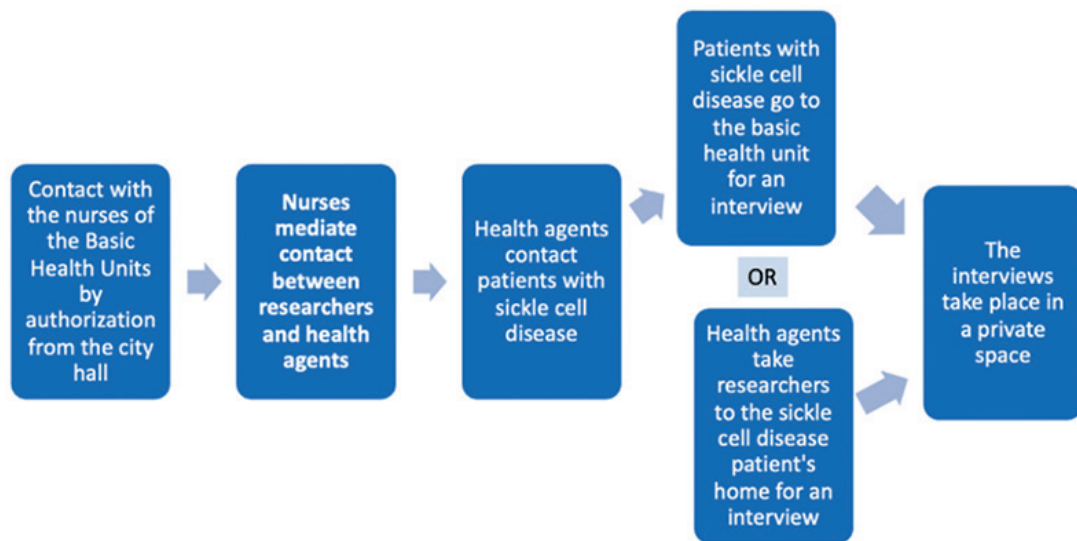 Contact with
the nurses of
the Basic
Health Units
by
authorization
from the city
hall
Nurses
mediate
contact
between
researchers
and health
agents
Health agents
contact
patients with
sickle cell
disease
Patients with
sickle cell
disease go to
the basic
health unit
for an
interview
OR
Health agents
take
researchers
to the sickle
cell disease
patient's
home for an
interview
The
interviews
take place in
a private
space